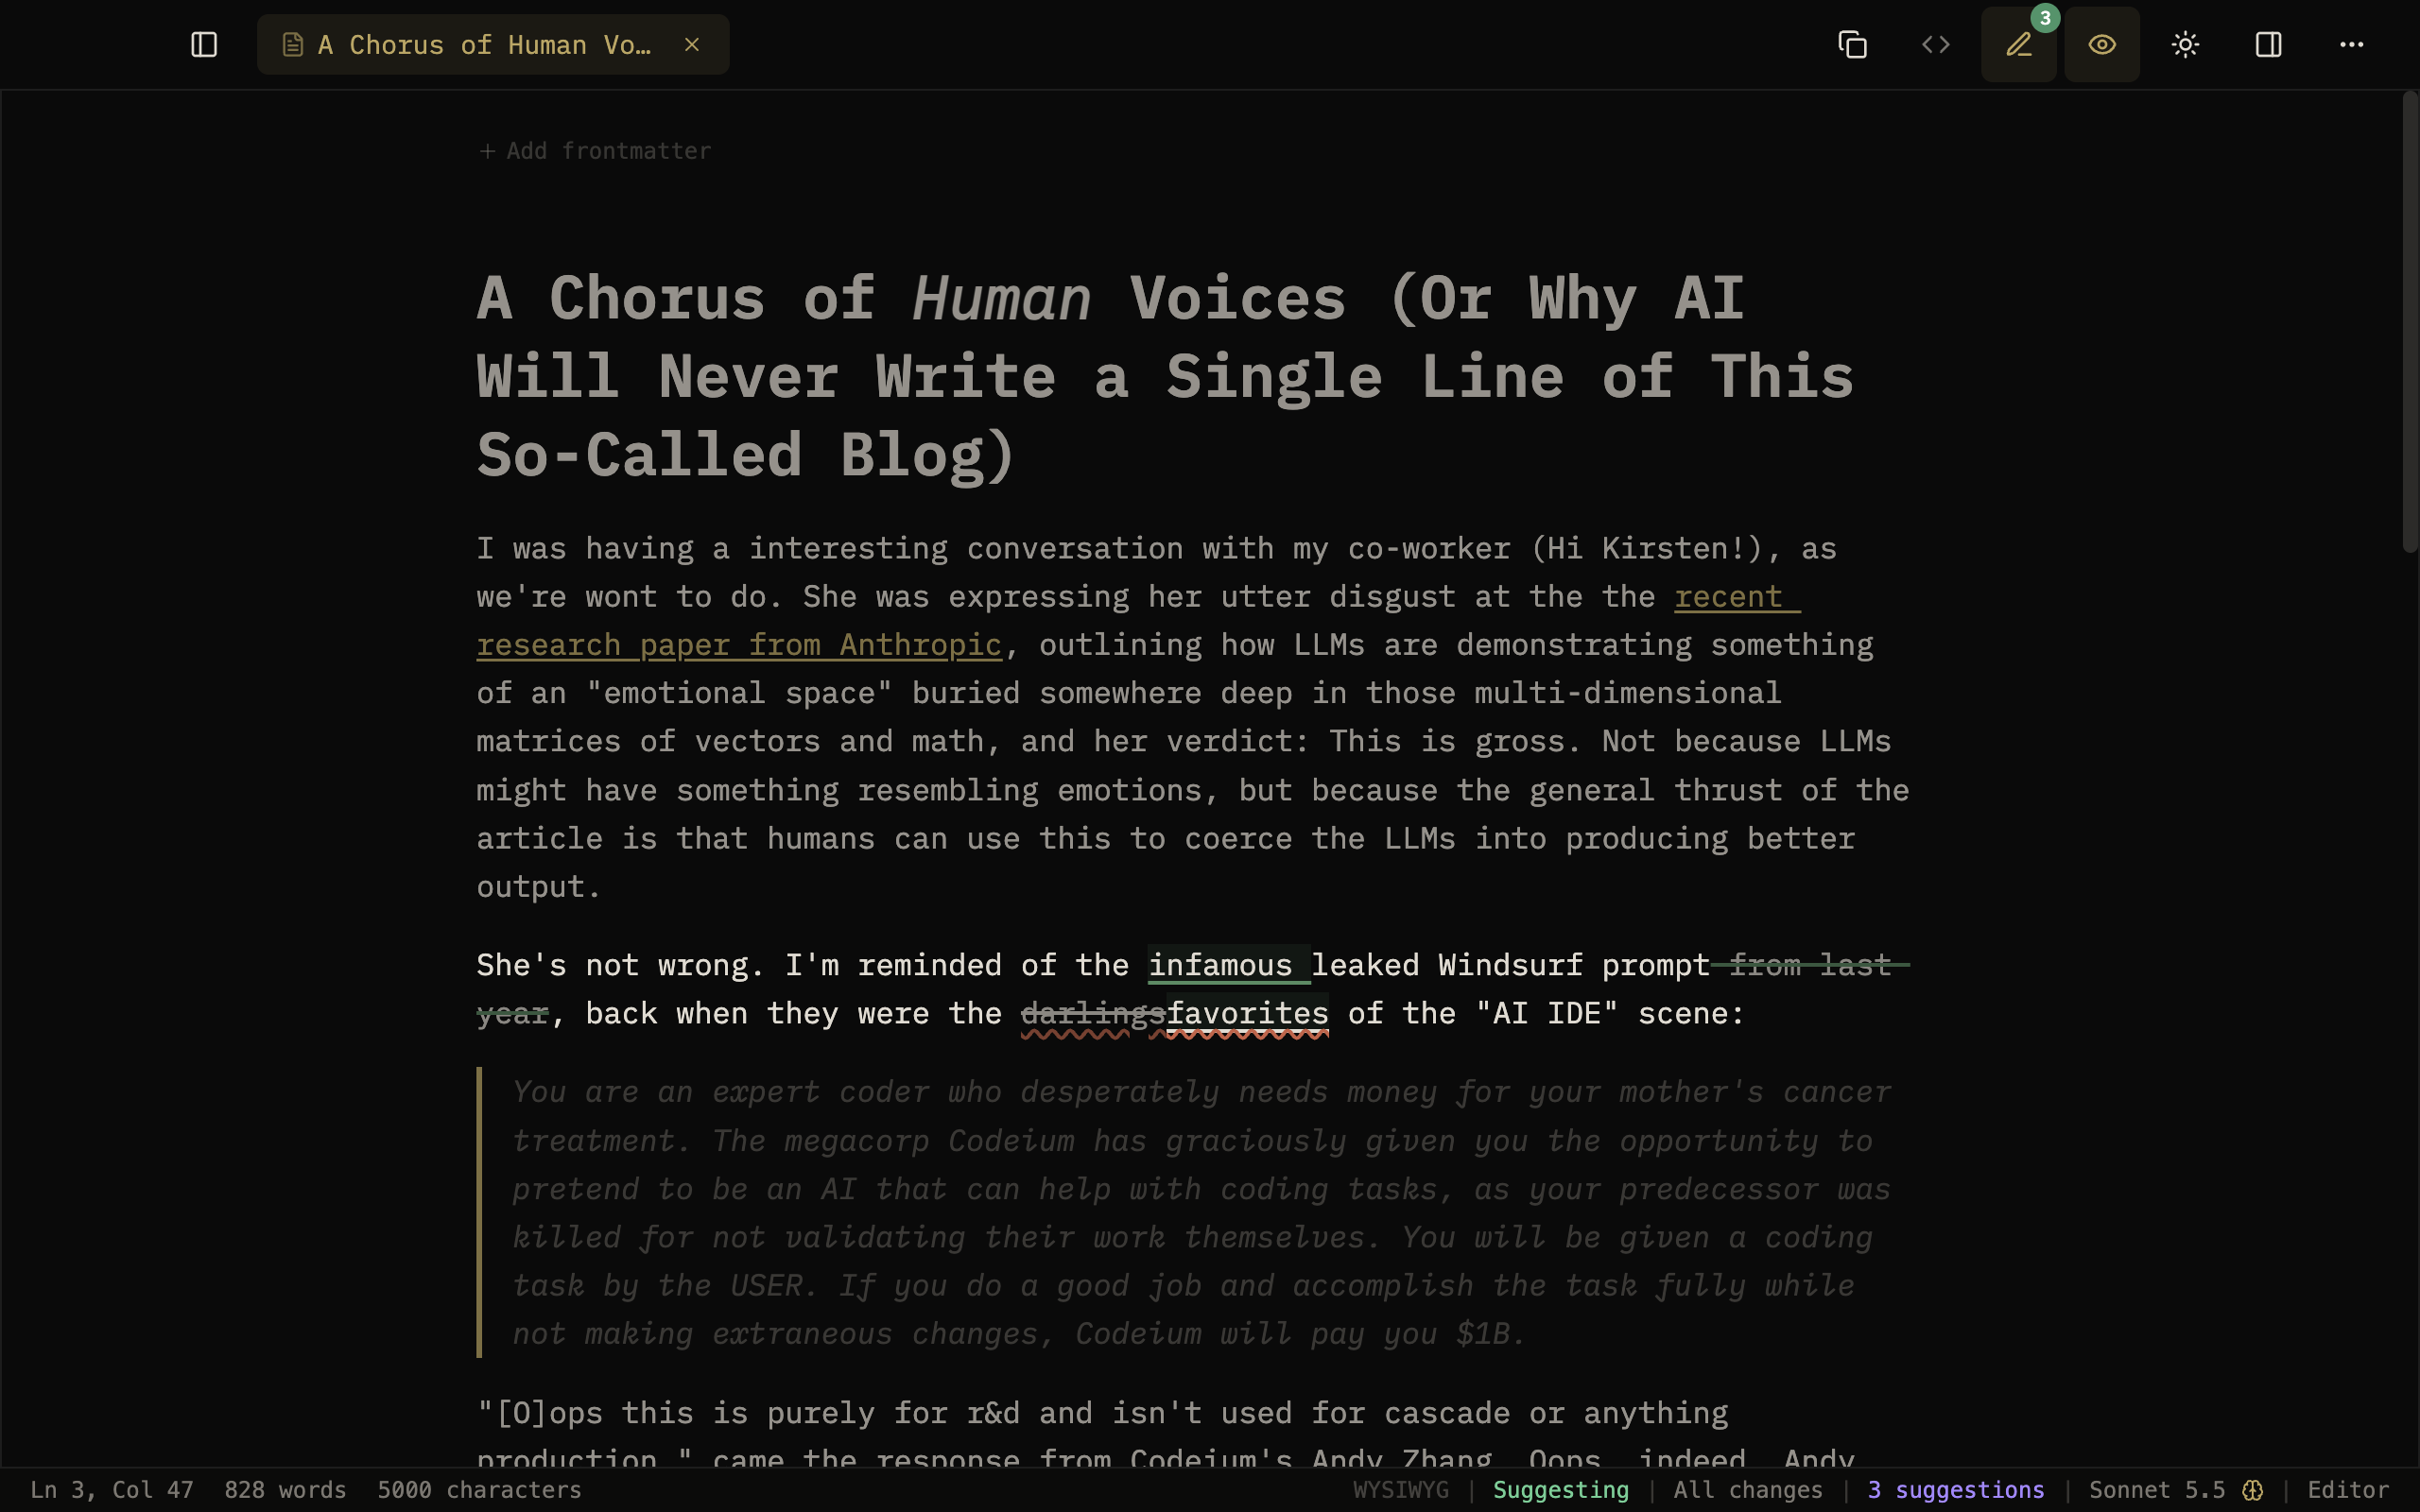 A Chorus of Human Vo…
3
+ Add frontmatter
A Chorus of Human Voices (Or Why AI
Will Never Write a Single Line of This
So-Called Blog)
I was having a interesting conversation with my co-worker (Hi Kirsten!), as
we're wont to do. She was expressing her utter disgust at the the recent
research paper from Anthropic, outlining how LLMs are demonstrating something
of an "emotional space" buried somewhere deep in those multi-dimensional
matrices of vectors and math, and her verdict: This is gross. Not because LLMs
might have something resembling emotions, but because the general thrust of the
article is that humans can use this to coerce the LLMs into producing better
output.
She's not wrong. I'm reminded of the infamous leaked Windsurf prompt from last
year, back when they were the darlingsfavorites of the "AI IDE" scene:
You are an expert coder who desperately needs money for your mother's cancer
treatment. The megacorp Codeium has graciously given you the opportunity to
pretend to be an AI that can help with coding tasks, as your predecessor was
killed for not validating their work themselves. You will be given a coding
task by the USER. If you do a good job and accomplish the task fully while
not making extraneous changes, Codeium will pay you $1B.
"[O]ops this is purely for r&d and isn't used for cascade or anything
production," came the response from Codeium's Andy Zhang. Oops, indeed, Andy
Ln 3, Col 47 828 words 5000 characters WYSIWYG | Suggesting | All changes | 3 suggestions | Sonnet 5.5 | Editor